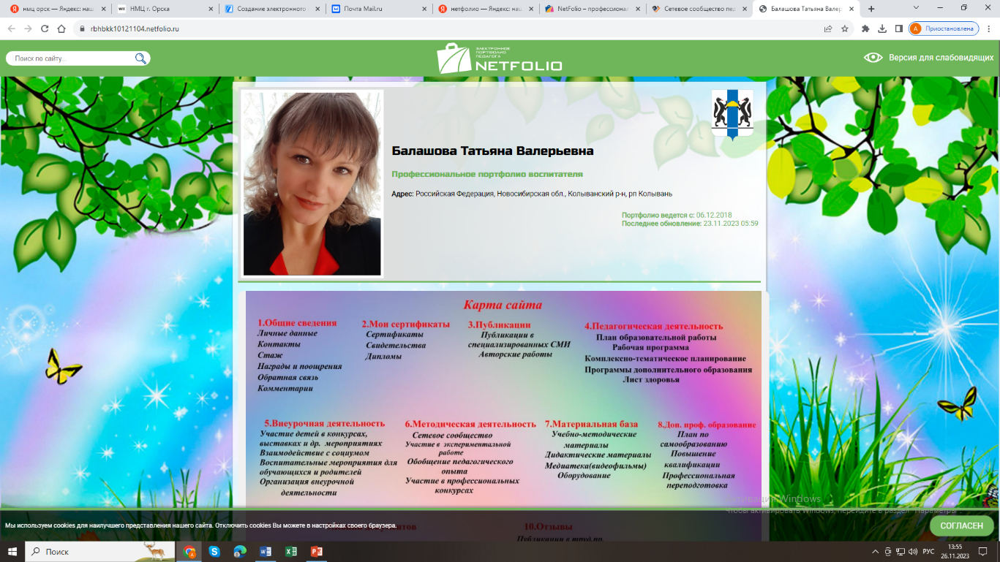 нмц орск — Яндекс: наш
НМЦ г. Орска
Создание электронного
Почта Mail.ru
нетфолио — Яндекс: наш
NetFolio – профессионал
Сетевое сообщество пед
Балашова Татьяна Валер
rbhbkk10121104.netfolio.ru
Приостановлена
Поиск по сайту...
ЭЛЕКТРОННОЕ
ПОРТФОЛИО
ПЕДАГОГА
NETFOLIO
Версия для слабовидящих
Балашова Татьяна Валерьевна
Профессиональное портфолио воспитателя
Адрес: Российская Федерация, Новосибирская обл., Колыванский р-н, рп Колывань
Портфолио ведется с: 06.12.2018
Последнее обновление: 23.11.2023 05:59
Карта сайта
1.Общие сведения
Личные данные
Контакты
Стаж
Награды и поощрения
Обратная связь
Комментарии
2.Мои сертификаты
Сертификаты
Свидетельства
Дипломы
3.Публикации
Публикации в
специализированных СМИ
Авторские работы
4.Педагогическая деятельность
План образовательной работы
Рабочая программа
Комплексно-тематическое планирование
Программы дополнительного образования
Лист здоровья
5.Внеурочная деятельность
Участие детей в конкурсах,
выставках и др. мероприятиях
Взаимодействие с социумом
Воспитательные мероприятия для
обучающихся и родителей
Организация внеурочной
деятельности
6.Методическая деятельность
Сетевое сообщество
Участие в экспериментальной
работе
Обобщение педагогического
опыта
Участие в профессиональных
конкурсах
7.Материальная база
Учебно-методические
материалы
Дидактические материалы
Медиатека(видеофильмы)
Оборудование
8.Доп. проф. образование
План по
самообразованию
Повышение
квалификации
Профессиональная
переподготовка
Активация Windows
Чтобы активировать Windows, перейдите в раздел "Параметры".
10.Отзывы
Мы используем cookies для наилучшего представления нашего сайта. Отключить cookies Вы можете в настройках своего браузера.
СОГЛАСЕН
Поиск
РУС
13:55
26.11.2023